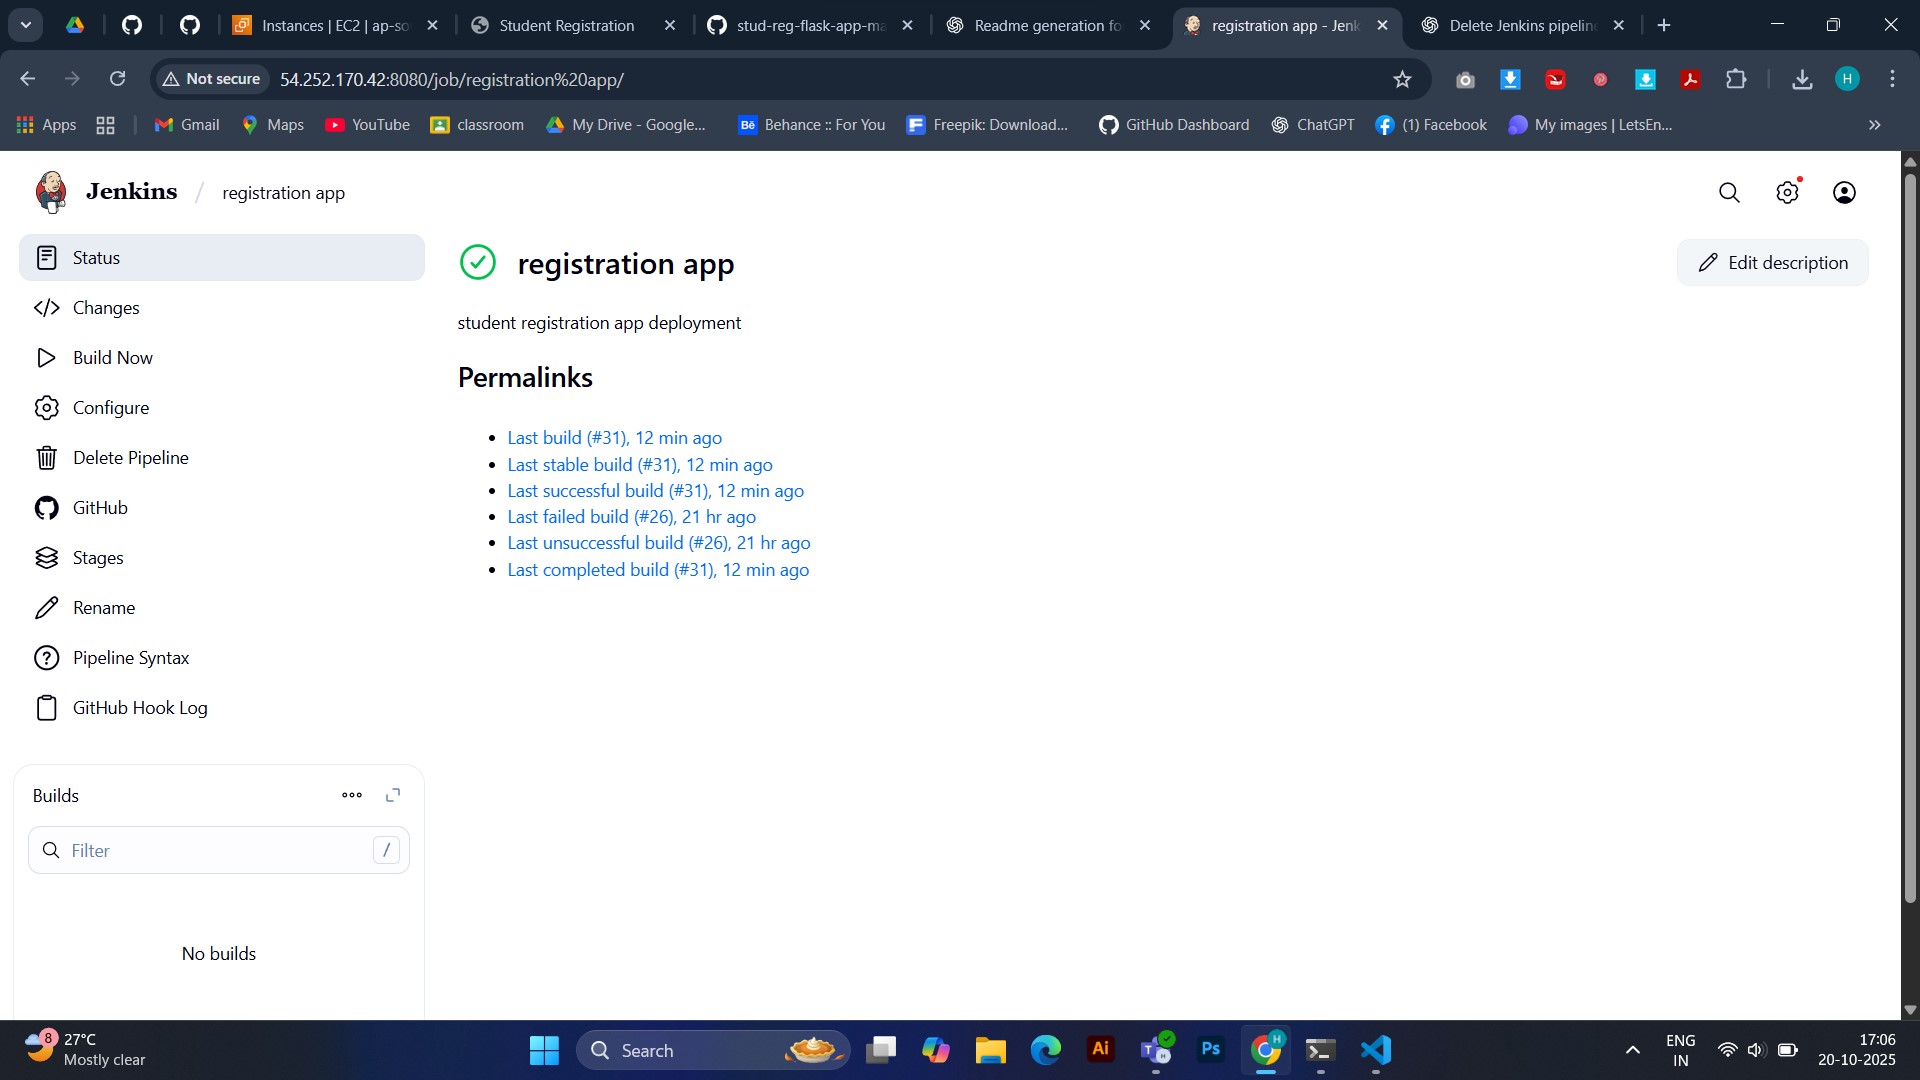 Instances | EC2 | ap-so
Student Registration
stud-reg-flask-app-ma
Readme generation fo
registration app - Jenk
Delete Jenkins pipelin
Not secure
54.252.170.42:8080/job/registration%20app/
H
Apps
Gmail
Maps
YouTube
classroom
My Drive - Google...
Bē
Behance :: For You
Freepik: Download...
GitHub Dashboard
ChatGPT
(1) Facebook
My images | LetsEn...
»
Jenkins / registration app
Status
Changes
Build Now
Configure
Delete Pipeline
GitHub
Stages
Rename
Pipeline Syntax
GitHub Hook Log
Builds
Filter
/
No builds
registration app
Edit description
student registration app deployment
Permalinks
Last build (#31), 12 min ago
Last stable build (#31), 12 min ago
Last successful build (#31), 12 min ago
Last failed build (#26), 21 hr ago
Last unsuccessful build (#26), 21 hr ago
Last completed build (#31), 12 min ago
8
27°C
Mostly clear
Search
Ai
T
H
Ps
H
ENG
IN
17:06
20-10-2025